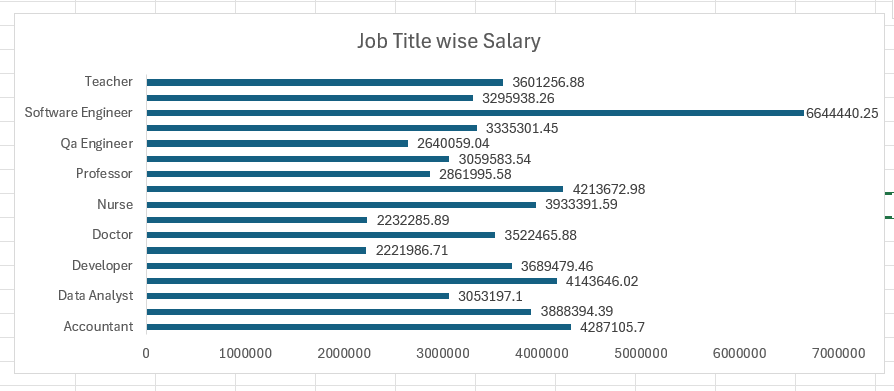 Job Title wise Salary
Teacher 3601256.88
3295938.26
Software Engineer 6644440.25
3335301.45
Qa Engineer 2640059.04
3059583.54
Professor 2861995.58
4213672.98
Nurse 3933391.59
2232285.89
Doctor 3522465.88
2221986.71
Developer 3689479.46
4143646.02
Data Analyst 3053197.1
3888394.39
Accountant 4287105.7
0 1000000 2000000 3000000 4000000 5000000 6000000 7000000